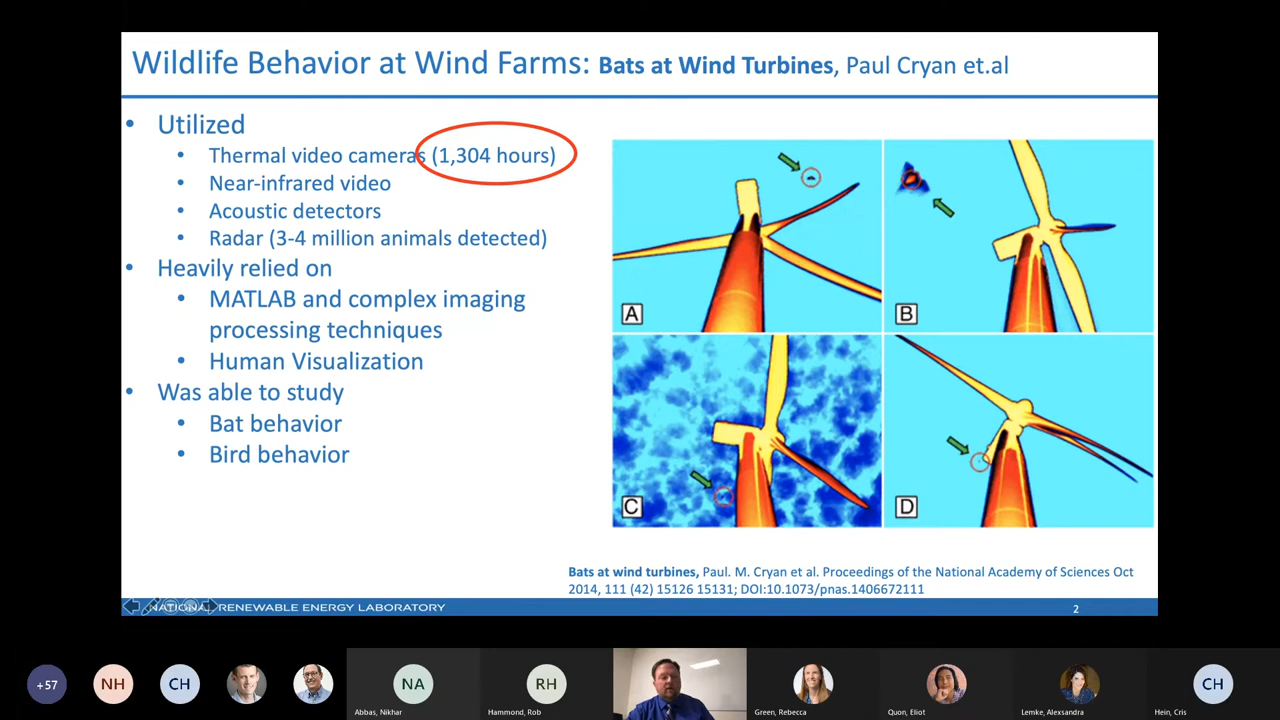 Wildlife Behavior at Wind Farms: Bats at Wind Turbines, Paul Cryan et.al
• Utilized
• Thermal video cameras (1,304 hours)
• Near-infrared video
• Acoustic detectors
• Radar (3-4 million animals detected)
• Heavily relied on
• MATLAB and complex imaging
processing techniques
• Human Visualization
• Was able to study
• Bat behavior
• Bird behavior
A
B
C
D
Bats at wind turbines, Paul. M. Cryan et al. Proceedings of the National Academy of Sciences Oct
2014, 111 (42) 15126 15131; DOI:10.1073/pnas.1406672111
NATIONAL RENEWABLE ENERGY LABORATORY
2
+57
NH
CH
NA
RH
CH
Abbas, Nikhar
Hammond, Rob
Green, Rebecca
Quon, Eliot
Lemke, Alexsandra
Hein, Cris